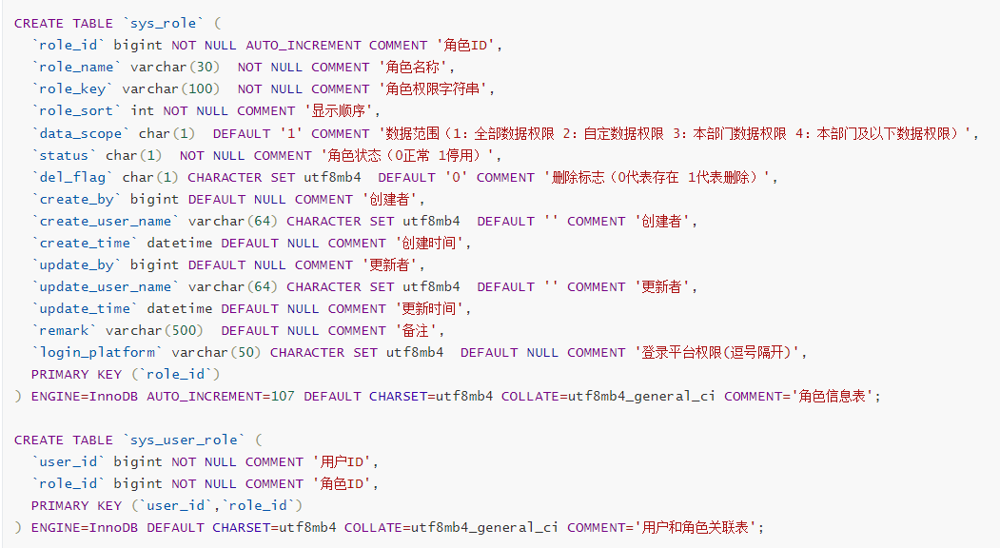 CREATE TABLE `sys_role` (
  `role_id` bigint NOT NULL AUTO_INCREMENT COMMENT '角色ID',
  `role_name` varchar(30)  NOT NULL COMMENT '角色名称',
  `role_key` varchar(100)  NOT NULL COMMENT '角色权限字符串',
  `role_sort` int NOT NULL COMMENT '显示顺序',
  `data_scope` char(1)  DEFAULT '1' COMMENT '数据范围（1：全部数据权限 2：自定数据权限 3：本部门数据权限 4：本部门及以下数据权限）',
  `status` char(1)  NOT NULL COMMENT '角色状态（0正常 1停用）',
  `del_flag` char(1) CHARACTER SET utf8mb4  DEFAULT '0' COMMENT '删除标志（0代表存在 1代表删除）',
  `create_by` bigint DEFAULT NULL COMMENT '创建者',
  `create_user_name` varchar(64) CHARACTER SET utf8mb4  DEFAULT '' COMMENT '创建者',
  `create_time` datetime DEFAULT NULL COMMENT '创建时间',
  `update_by` bigint DEFAULT NULL COMMENT '更新者',
  `update_user_name` varchar(64) CHARACTER SET utf8mb4  DEFAULT '' COMMENT '更新者',
  `update_time` datetime DEFAULT NULL COMMENT '更新时间',
  `remark` varchar(500)  DEFAULT NULL COMMENT '备注',
  `login_platform` varchar(50) CHARACTER SET utf8mb4  DEFAULT NULL COMMENT '登录平台权限(逗号隔开)',
  PRIMARY KEY (`role_id`)
) ENGINE=InnoDB AUTO_INCREMENT=107 DEFAULT CHARSET=utf8mb4 COLLATE=utf8mb4_general_ci COMMENT='角色信息表';
CREATE TABLE `sys_user_role` (
  `user_id` bigint NOT NULL COMMENT '用户ID',
  `role_id` bigint NOT NULL COMMENT '角色ID',
  PRIMARY KEY (`user_id`,`role_id`)
) ENGINE=InnoDB DEFAULT CHARSET=utf8mb4 COLLATE=utf8mb4_general_ci COMMENT='用户和角色关联表';